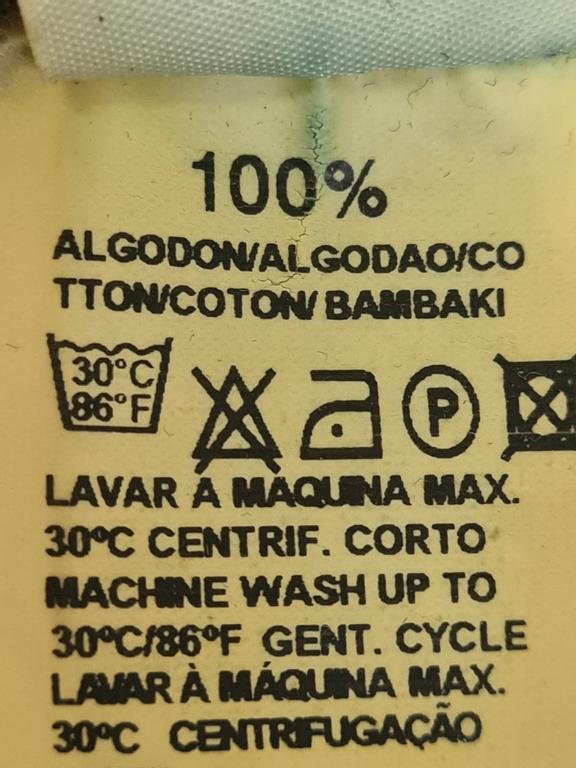 100%
ALGODON/ALGODAO/CO
TTON/COTON/BAMBAKI
30°C
86°F
P
LAVAR A MAQUINA MAX.
30ºC CENTRIF. CORTO
MACHINE WASH UP TO
30ºC/86ºF GENT. CYCLE
LAVAR À MÁQUINA MAX.
30ºC CENTRIFUGAÇÃO